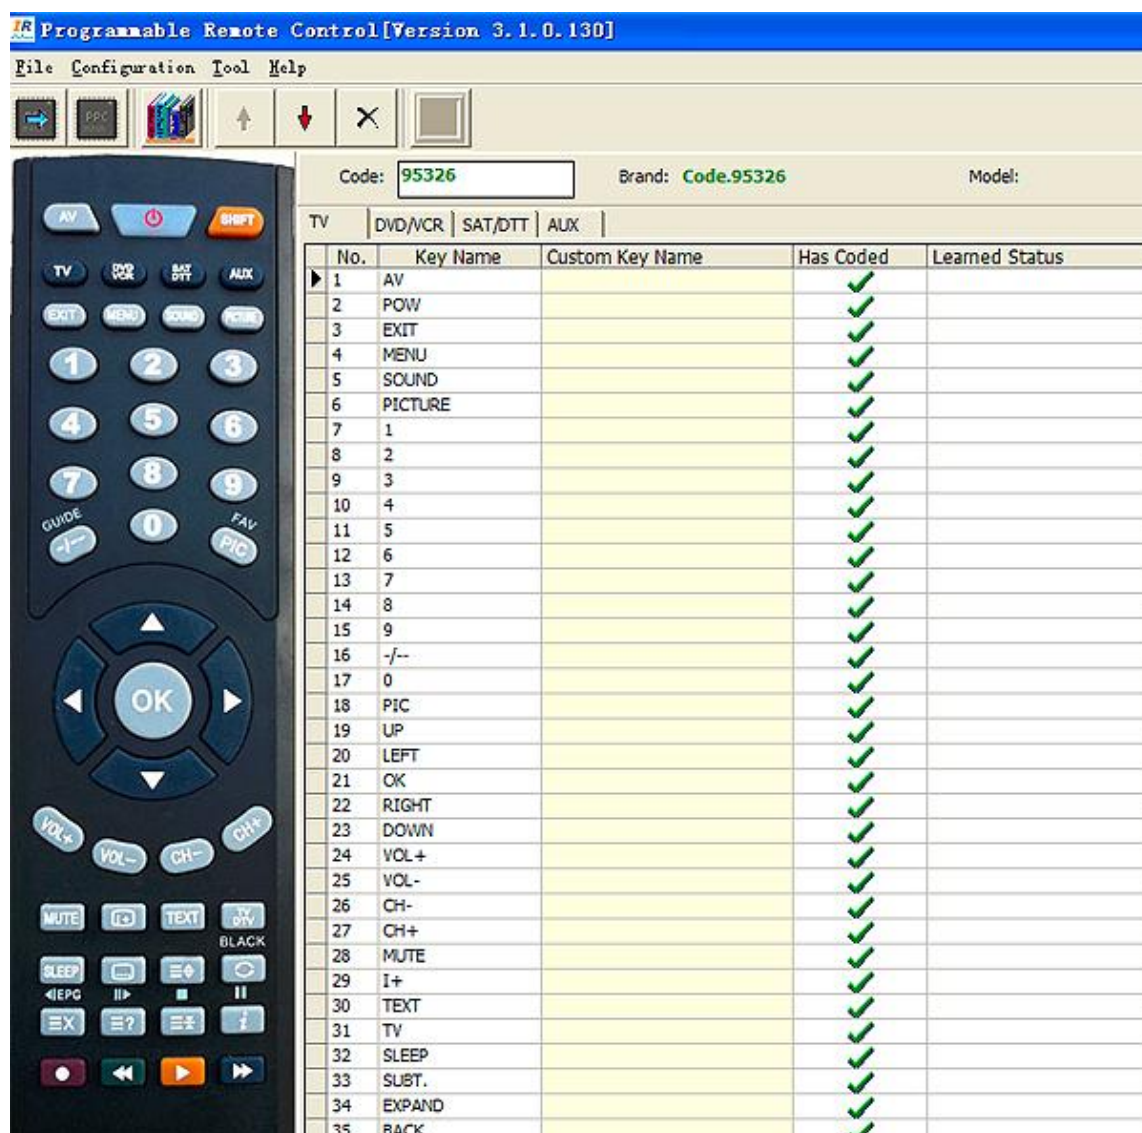 IR Programmable Remote Control[Version 3.1.0.130]
File Configuration Tool Help
PPC
Code: 95326 Brand: Code.95326 Model:
TV DVD/VCR SAT/DTT AUX
No. Key Name Custom Key Name Has Coded Learned Status
1 AV
2 POW
3 EXIT
4 MENU
5 SOUND
6 PICTURE
7 1
8 2
9 3
10 4
11 5
12 6
13 7
14 8
15 9
16 -/--
17 0
18 PIC
19 UP
20 LEFT
21 OK
22 RIGHT
23 DOWN
24 VOL+
25 VOL-
26 CH-
27 CH+
28 MUTE
29 I+
30 TEXT
31 TV
32 SLEEP
33 SUBT.
34 EXPAND
35 BACK
AV SHIFT
TV DVD VCR SAT DTT AUX
EXIT MENU SOUND PICTURE
1 2 3
4 5 6
7 8 9
GUIDE 0 FAV
-/-- PIC
OK
VOL+ VOL- CH- CH+
MUTE i+ TEXT TV DTV
BLACK
SLEEP
EPG
X ? i